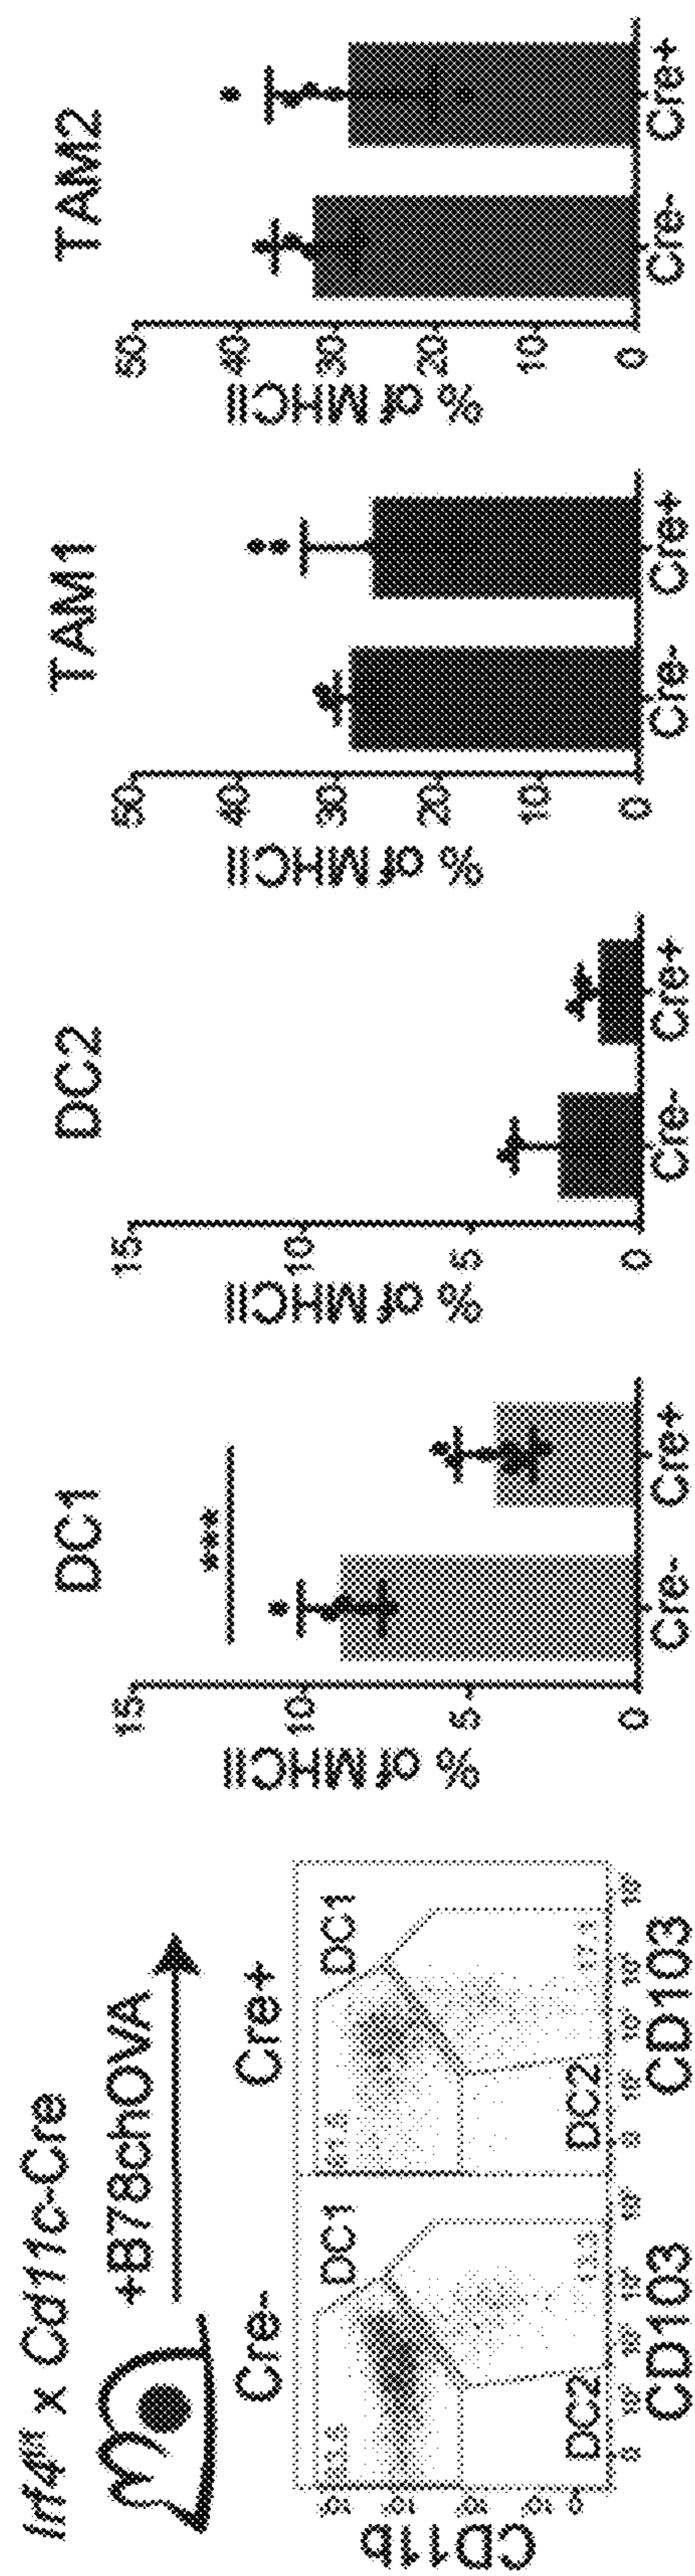 Irf4fl/fl x Cd11c-Cre
+B78chOVA
Cre- Cre+
CD11b
DC1
DC2
0
CD103
DC1
DC2
0
CD103
DC1
% of MHCII
15
10
5
0
***
Cre- Cre+
DC2
% of MHCII
15
10
5
0
Cre- Cre+
TAM1
% of MHCII
50
40
30
20
10
0
Cre- Cre+
TAM2
% of MHCII
50
40
30
20
10
0
Cre- Cre+